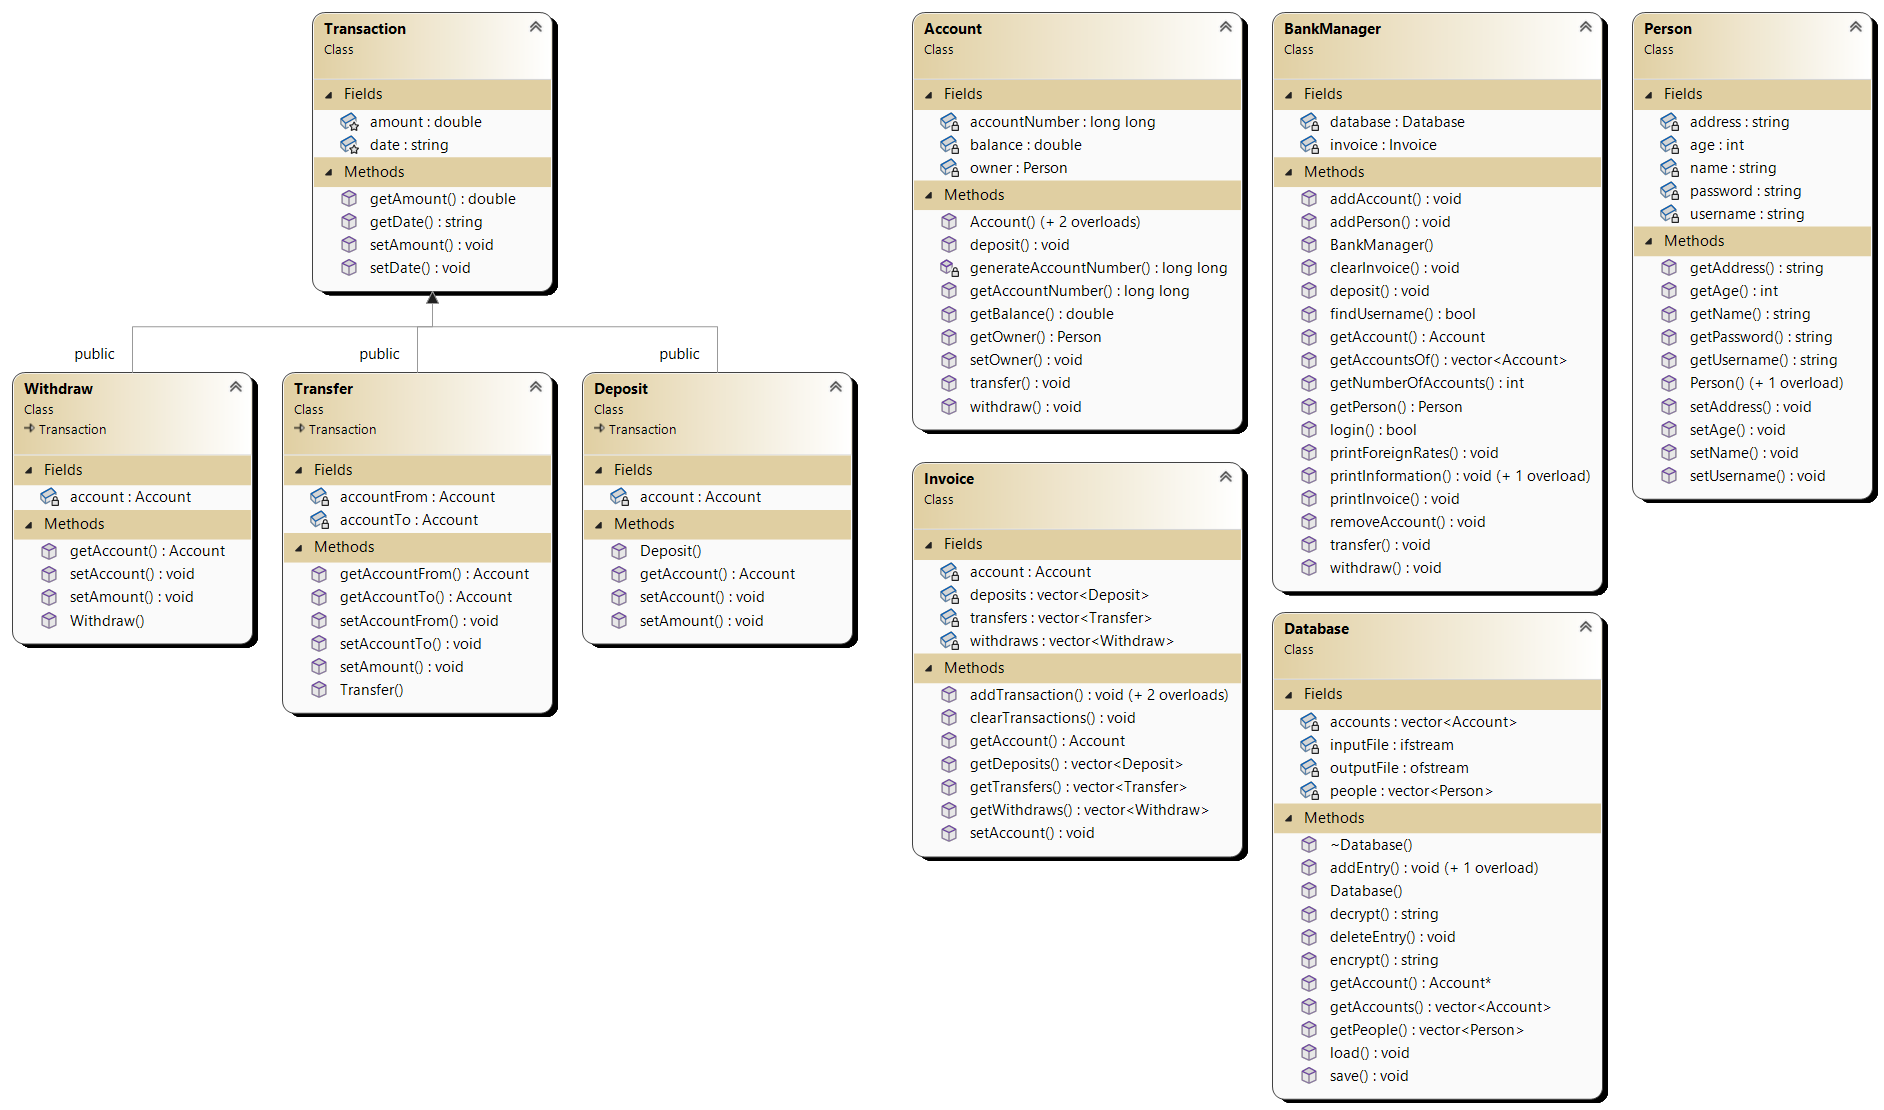 Transaction
Class
Fields
amount : double
date : string
Methods
getAmount() : double
getDate() : string
setAmount() : void
setDate() : void
public
public
public
Withdraw
Class
Transaction
Fields
account : Account
Methods
getAccount() : Account
setAccount() : void
setAmount() : void
Withdraw()
Transfer
Class
Transaction
Fields
accountFrom : Account
accountTo : Account
Methods
getAccountFrom() : Account
getAccountTo() : Account
setAccountFrom() : void
setAccountTo() : void
setAmount() : void
Transfer()
Deposit
Class
Transaction
Fields
account : Account
Methods
Deposit()
getAccount() : Account
setAccount() : void
setAmount() : void
Account
Class
Fields
accountNumber : long long
balance : double
owner : Person
Methods
Account() (+ 2 overloads)
deposit() : void
generateAccountNumber() : long long
getAccountNumber() : long long
getBalance() : double
getOwner() : Person
setOwner() : void
transfer() : void
withdraw() : void
Invoice
Class
Fields
account : Account
deposits : vector<Deposit>
transfers : vector<Transfer>
withdraws : vector<Withdraw>
Methods
addTransaction() : void (+ 2 overloads)
clearTransactions() : void
getAccount() : Account
getDeposits() : vector<Deposit>
getTransfers() : vector<Transfer>
getWithdraws() : vector<Withdraw>
setAccount() : void
BankManager
Class
Fields
database : Database
invoice : Invoice
Methods
addAccount() : void
addPerson() : void
BankManager()
clearInvoice() : void
deposit() : void
findUsername() : bool
getAccount() : Account
getAccountsOf() : vector<Account>
getNumberOfAccounts() : int
getPerson() : Person
login() : bool
printForeignRates() : void
printInformation() : void (+ 1 overload)
printInvoice() : void
removeAccount() : void
transfer() : void
withdraw() : void
Database
Class
Fields
accounts : vector<Account>
inputFile : ifstream
outputFile : ofstream
people : vector<Person>
Methods
~Database()
addEntry() : void (+ 1 overload)
Database()
decrypt() : string
deleteEntry() : void
encrypt() : string
getAccount() : Account*
getAccounts() : vector<Account>
getPeople() : vector<Person>
load() : void
save() : void
Person
Class
Fields
address : string
age : int
name : string
password : string
username : string
Methods
getAddress() : string
getAge() : int
getName() : string
getPassword() : string
getUsername() : string
Person() (+ 1 overload)
setAddress() : void
setAge() : void
setName() : void
setUsername() : void